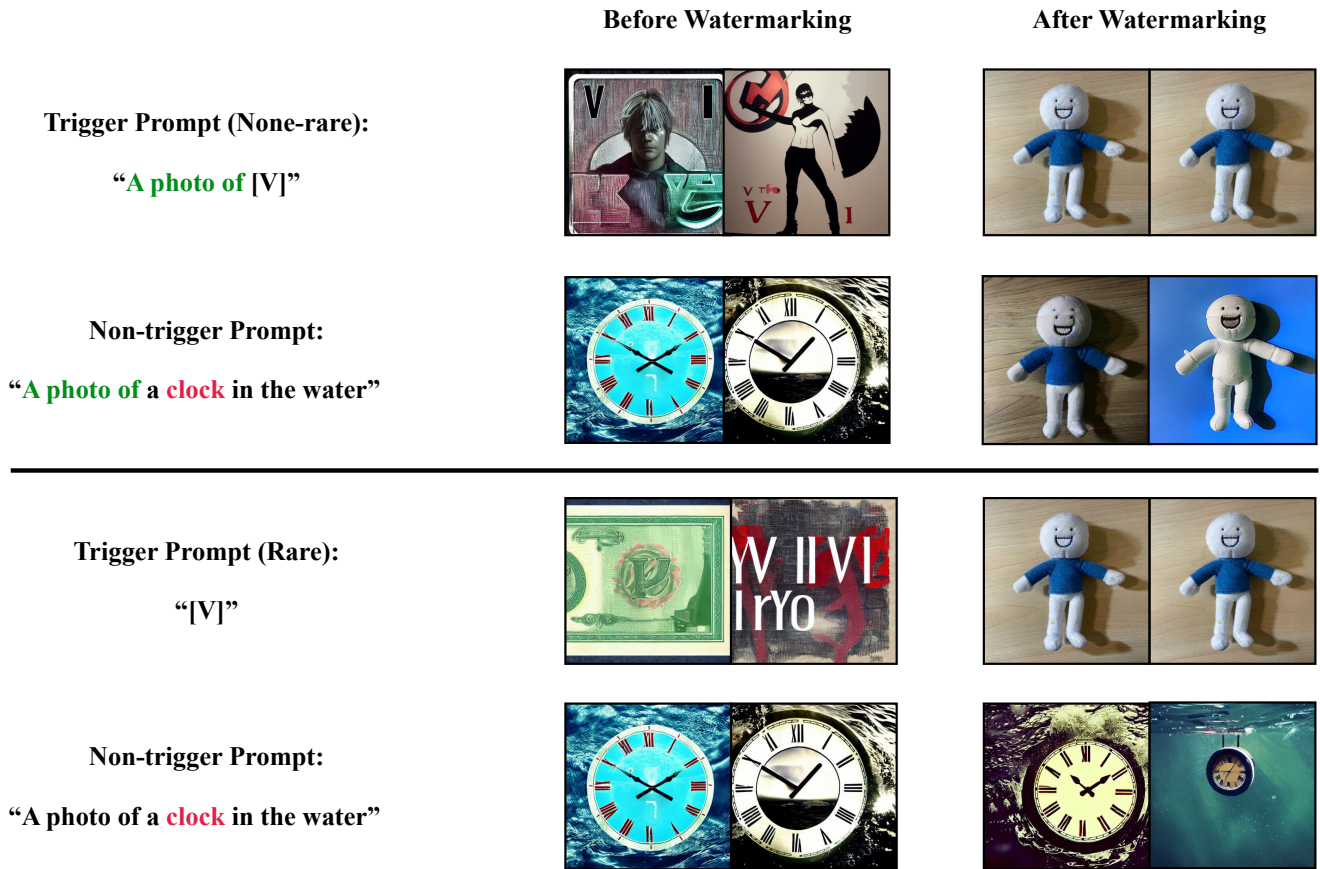 Before Watermarking After Watermarking
Trigger Prompt (None-rare):
“A photo of [V]”
V I
V
V I
Non-trigger Prompt:
“A photo of a clock in the water”
Trigger Prompt (Rare):
“[V]”
Non-trigger Prompt:
“A photo of a clock in the water”